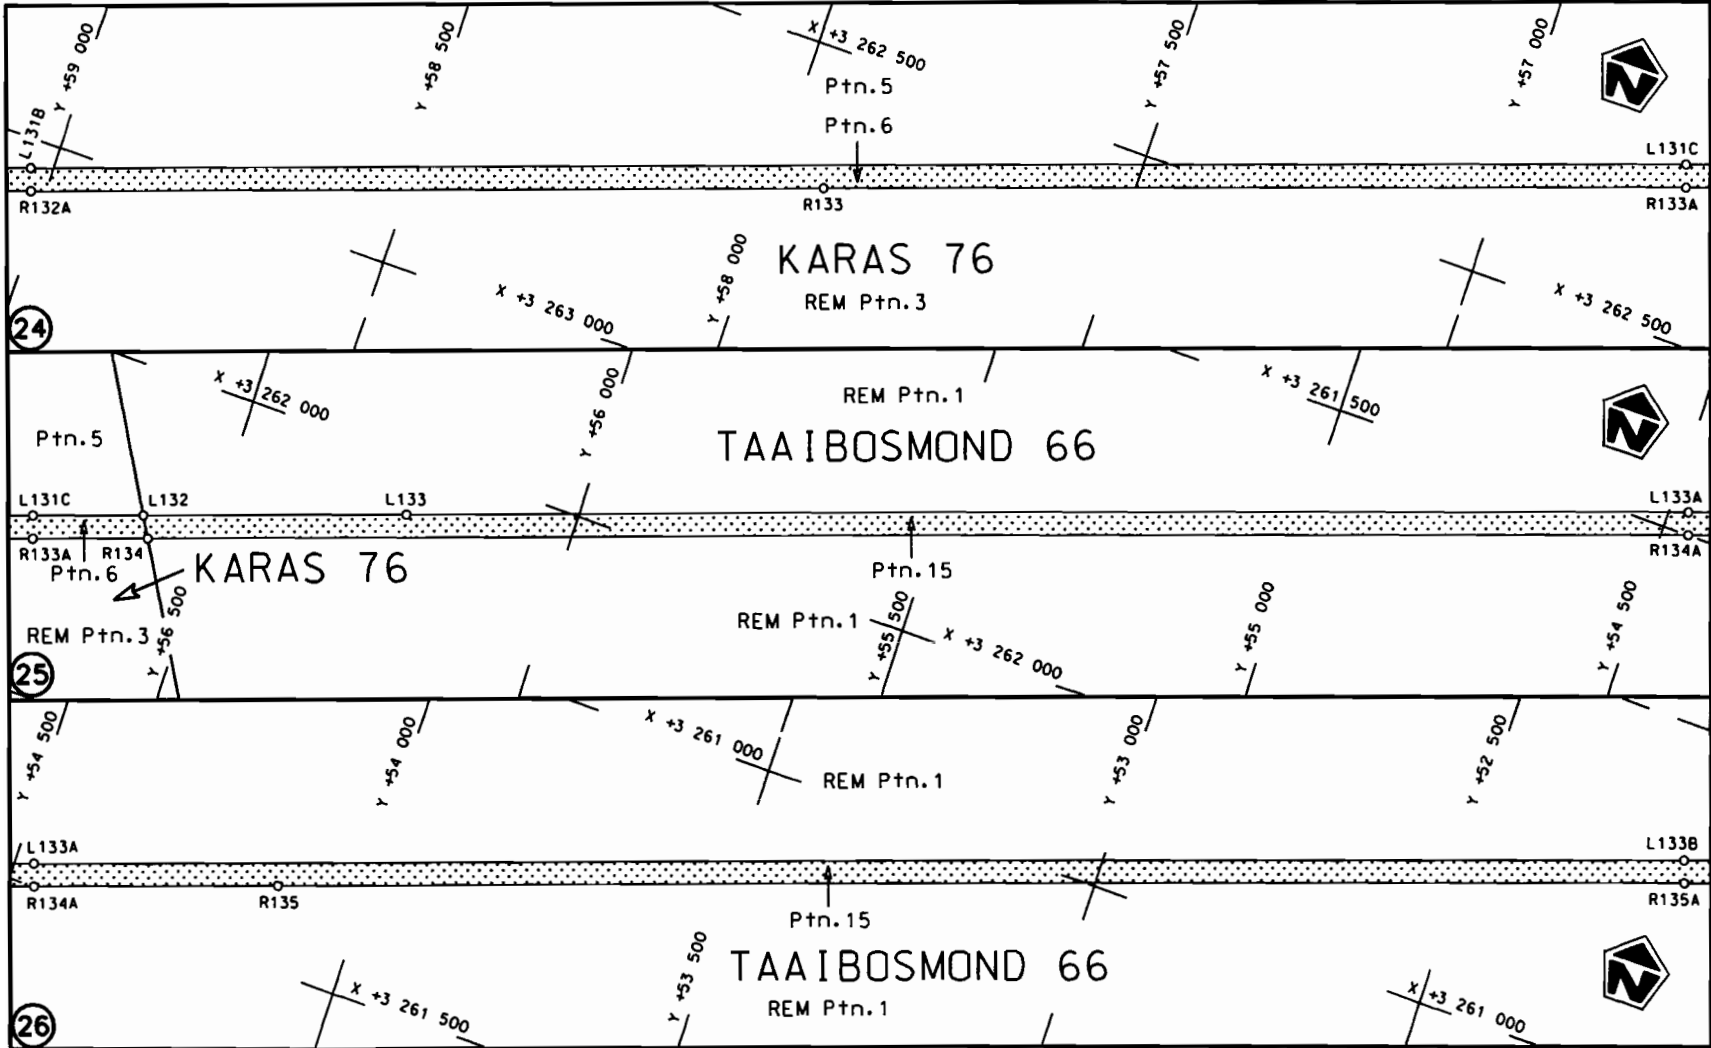 Y +59 000
Y +58 500
X +3 262 500
Y +57 500
Y +57 000
N
Ptn.5
Ptn.6
L131B
L131C
R132A
R133
R133A
KARAS 76
REM Ptn.3
X +3 263 000
Y +58 000
X +3 262 500
24
X +3 262 000
Y +56 000
REM Ptn.1
X +3 261 500
N
Ptn.5
TAAIBOSMOND 66
L131C
L132
L133
L133A
R133A
R134
R134A
Ptn.6
KARAS 76
Ptn.15
REM Ptn.3
Y +56 500
REM Ptn.1
Y +55 500
X +3 262 000
Y +55 000
Y +54 500
25
Y +54 500
Y +54 000
X +3 261 000
REM Ptn.1
Y +53 000
Y +52 500
L133A
L133B
R134A
R135
R135A
Ptn.15
TAAIBOSMOND 66
REM Ptn.1
X +3 261 500
Y +53 500
X +3 261 000
N
26